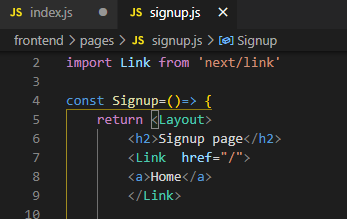 JS index.js JS signup.js
frontend > pages > JS signup.js > Signup
2 import Link from 'next/link'
3
4 const Signup=()=> {
5 return <Layout>
6 <h2>Signup page</h2>
7 <Link  href="/">
8 <a>Home</a>
9 </Link>
10